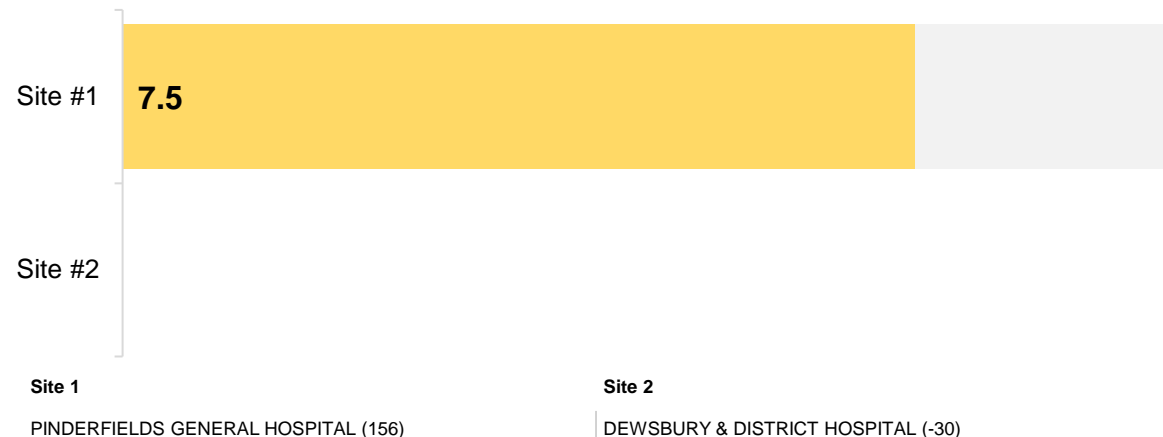 Site #1
7.5
Site #2
Site 1
Site 2
PINDERFIELDS GENERAL HOSPITAL (156)
DEWSBURY & DISTRICT HOSPITAL (-30)